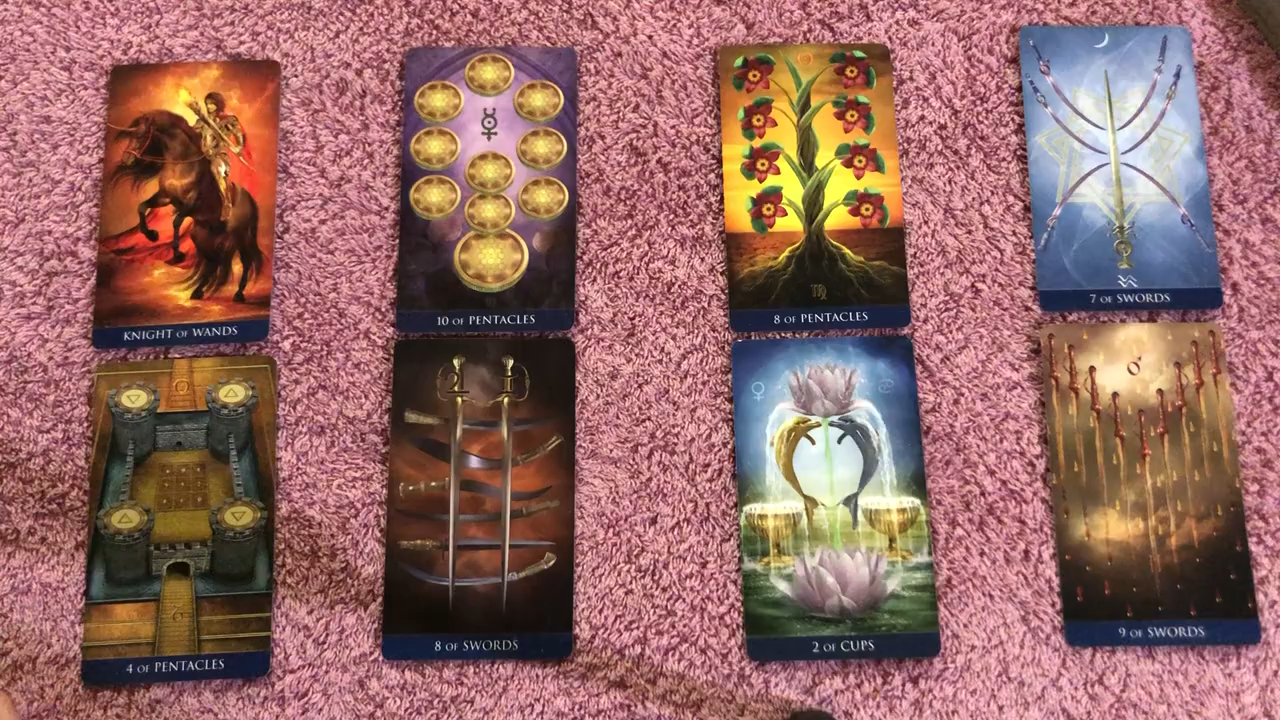 KNIGHT OF WANDS
10 OF PENTACLES
8 OF PENTACLES
7 OF SWORDS
4 OF PENTACLES
8 OF SWORDS
2 OF CUPS
9 OF SWORDS